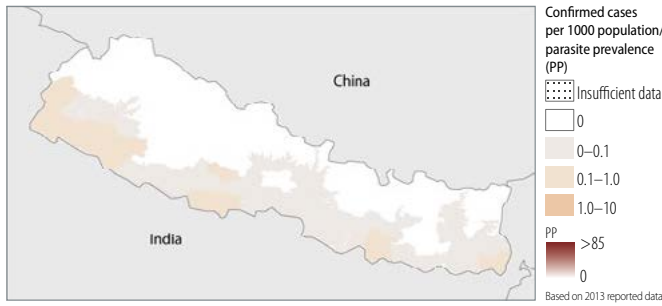 Confirmed cases
per 1000 population/
parasite prevalence
(PP)
Insufficient data
0
0–0.1
0.1–1.0
1.0–10
PP
>85
0
Based on 2013 reported data
China
India